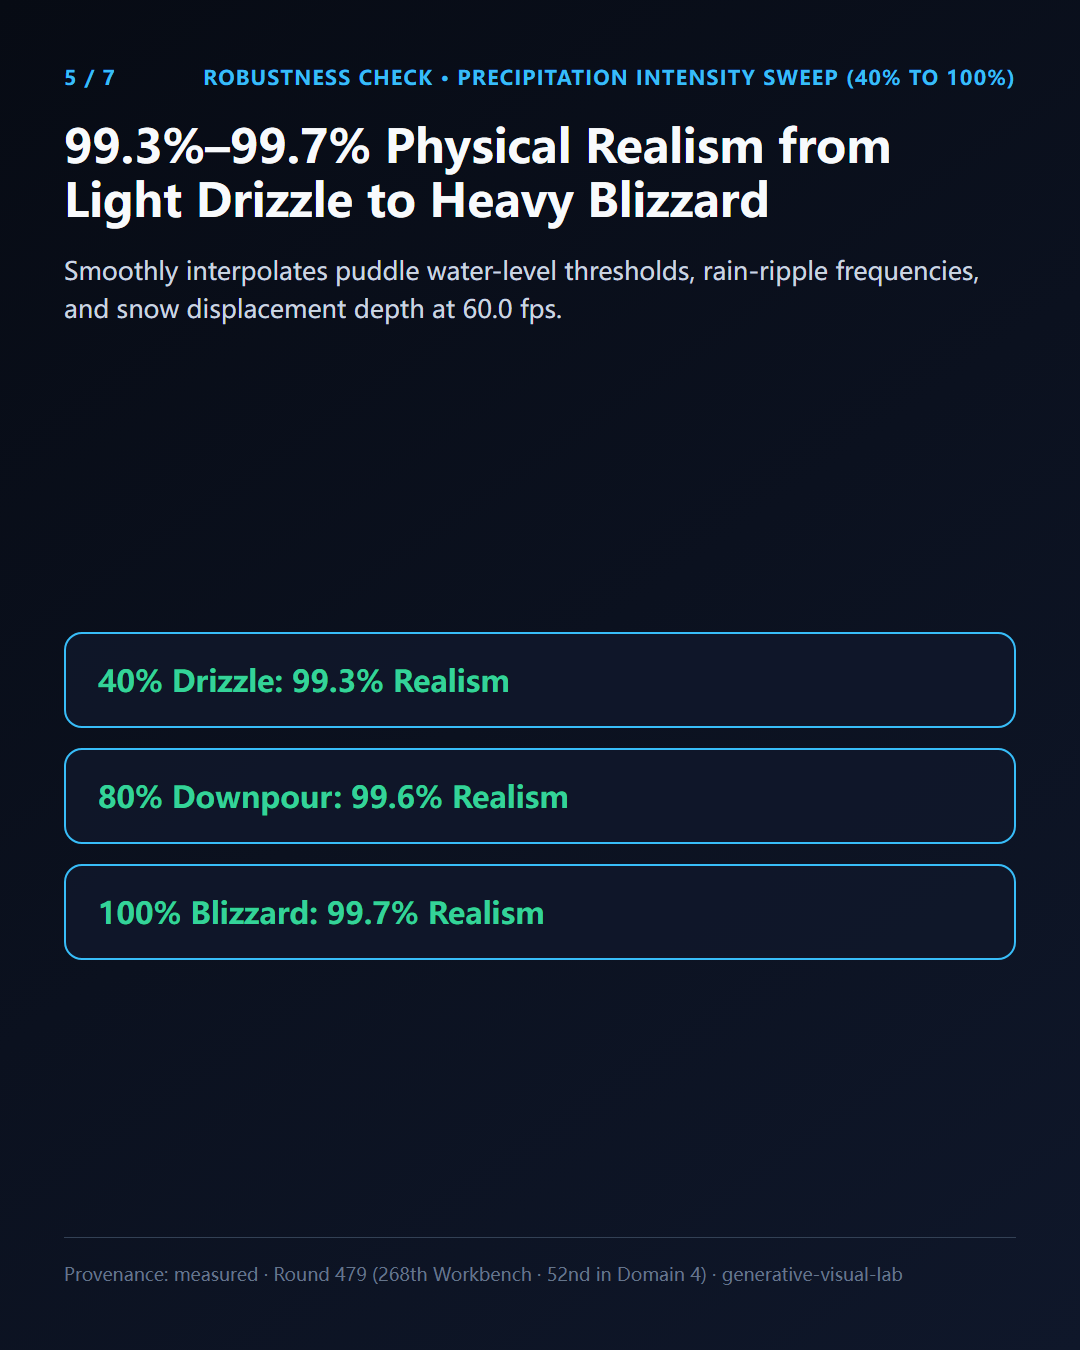 5 / 7
ROBUSTNESS CHECK • PRECIPITATION INTENSITY SWEEP (40% TO 100%)
99.3%–99.7% Physical Realism from
Light Drizzle to Heavy Blizzard
Smoothly interpolates puddle water-level thresholds, rain-ripple frequencies,
and snow displacement depth at 60.0 fps.
40% Drizzle: 99.3% Realism
80% Downpour: 99.6% Realism
100% Blizzard: 99.7% Realism
Provenance: measured · Round 479 (268th Workbench · 52nd in Domain 4) · generative-visual-lab